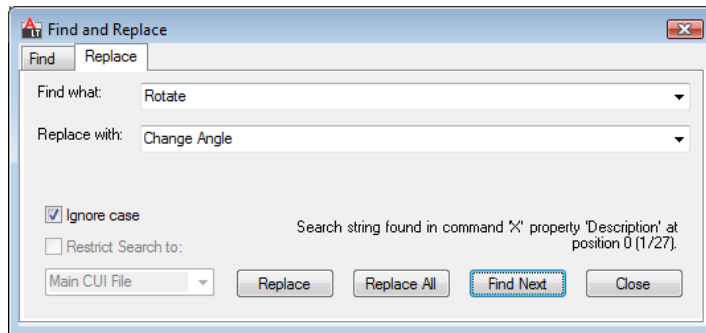 Find and Replace
Find Replace
Find what: Rotate
Replace with: Change Angle
Ignore case
Search string found in command 'X' property 'Description' at
position 0 (1/27).
Restrict Search to:
Main CUI File Replace Replace All Find Next Close